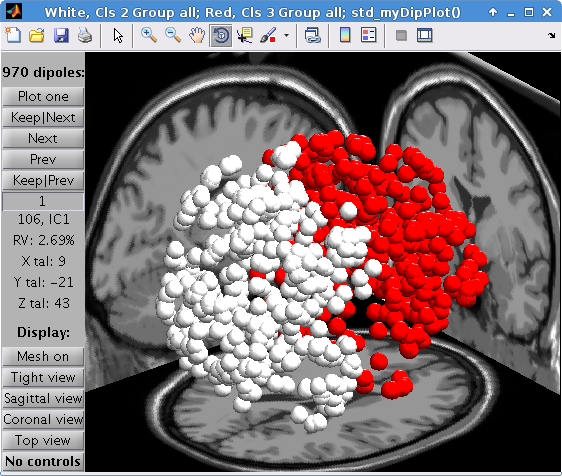 White, Cls 2 Group all; Red, Cls 3 Group all; std_myDipPlot()
970 dipoles:
Plot one
Keep|Next
Next
Prev
Keep|Prev
1
106, IC1
RV: 2.69%
X tal: 9
Y tal: -21
Z tal: 43
Display:
Mesh on
Tight view
Sagittal view
Coronal view
Top view
No controls